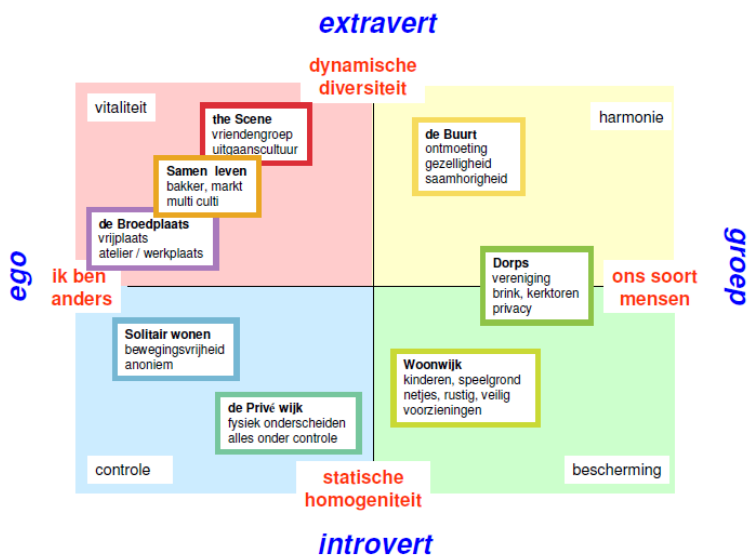 extravert
dynamische
diversiteit
vitaliteit
harmonie
the Scene
vriendengroep
uitgaanscultuur
de Buurt
ontmoeting
gezelligheid
saamhorigheid
Samen leven
bakker, markt
multi culti
de Broedplaats
vrijplaats
atelier / werkplaats
ego
ik ben
anders
Dorps
vereniging
brink, kerktoren
privacy
ons soort
mensen
groep
Solitair wonen
bewegingsvrijheid
anoniem
Woonwijk
kinderen, speelgrond
netjes, rustig, veilig
voorzieningen
de Privé wijk
fysiek onderscheiden
alles onder controle
controle
bescherming
statische
homogeniteit
introvert